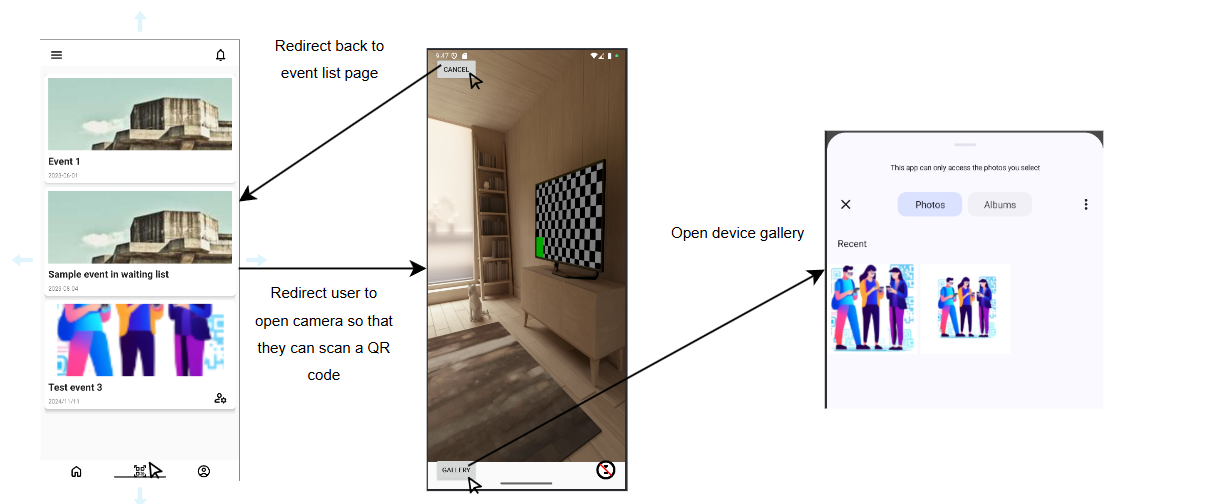 Redirect back to
event list page
Event 1
2023-06-01
Sample event in waiting list
2023-08-04
Test event 3
2024/11/11
Redirect user to
open camera so that
they can scan a QR
code
9:47
CANCEL
GALLERY
Open device gallery
This app can only access the photos you select
Photos
Albums
Recent